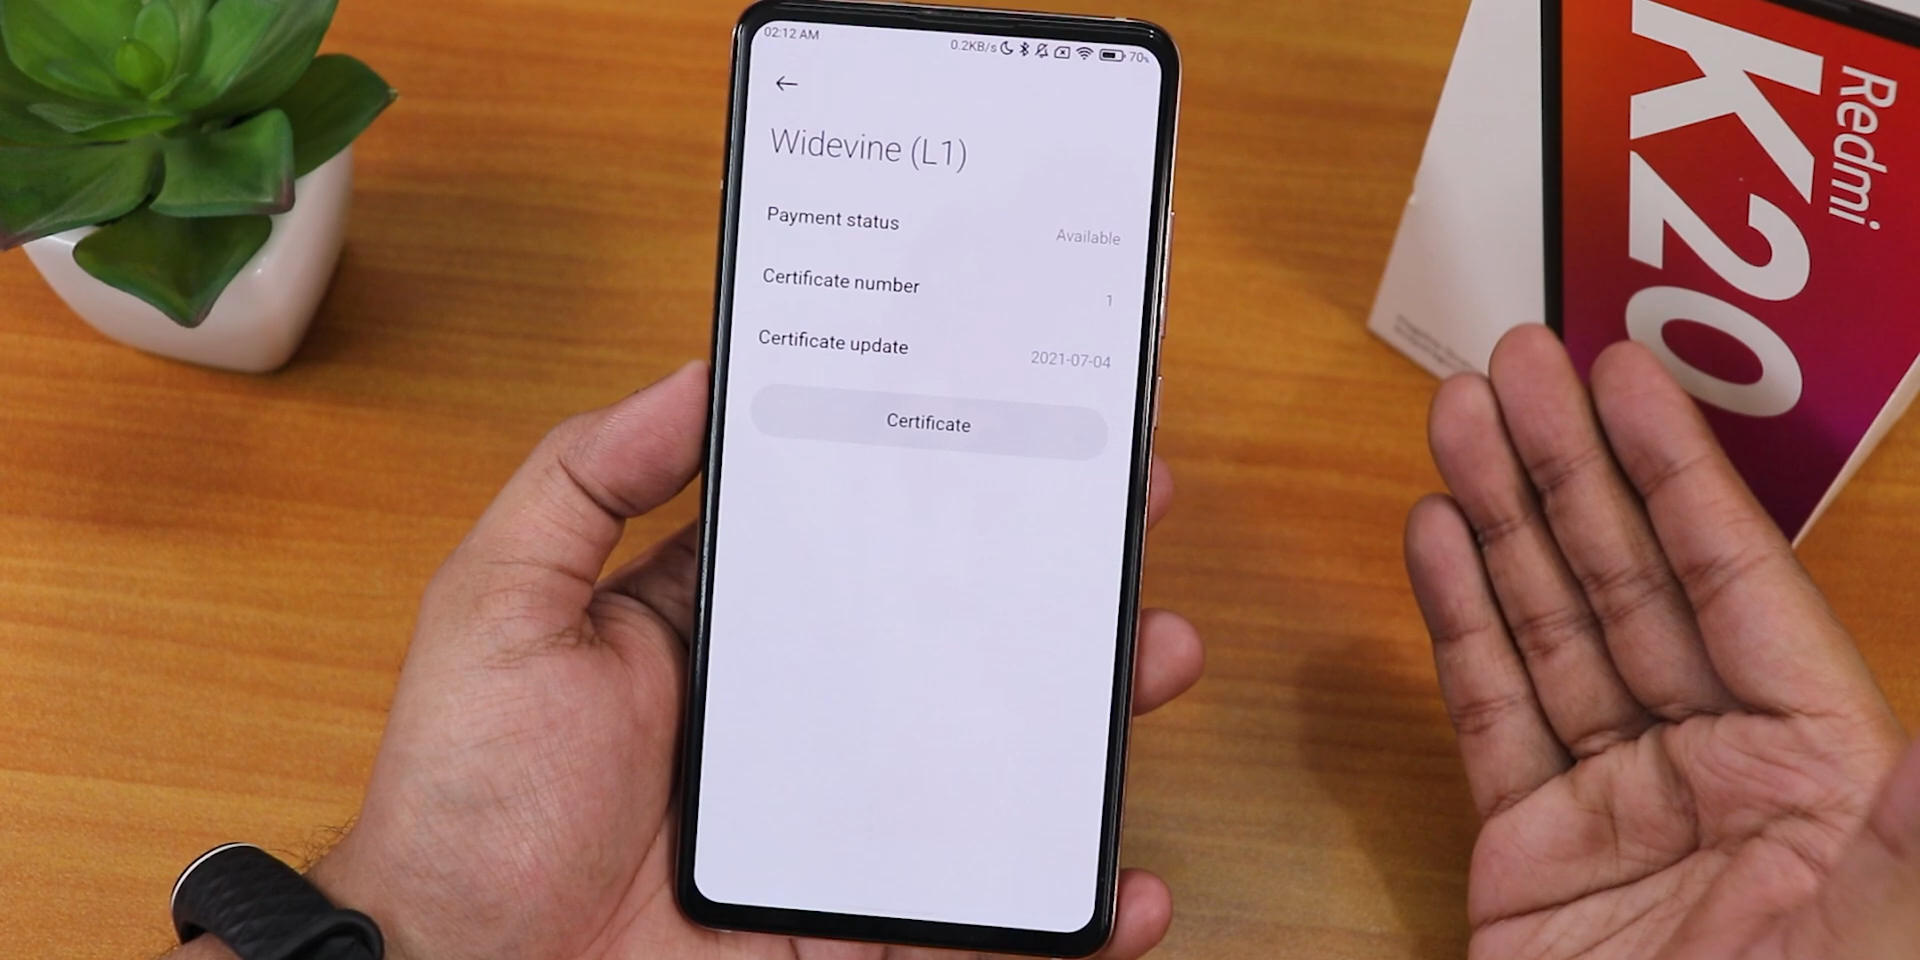 02:12 AM
0.2KB/s
70%
Widevine (L1)
Payment status
Available
Certificate number
1
Certificate update
2021-07-04
Certificate
Redmi
K20